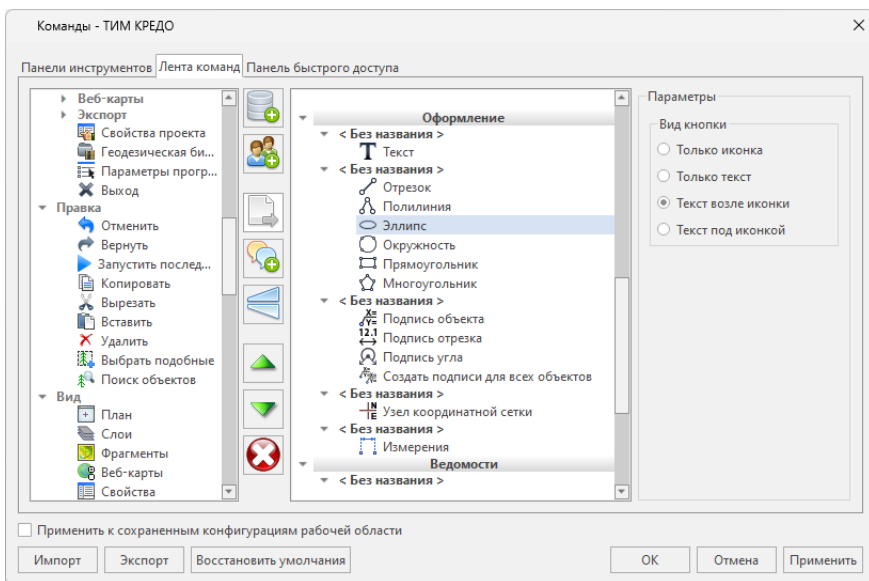 Команды - ТИМ КРЕДО
Панели инструментов Лента команд Панель быстрого доступа
Веб-карты
Экспорт
Свойства проекта
Геодезическая би...
Параметры прогр...
Выход
Правка
Отменить
Вернуть
Запустить послед...
Копировать
Вырезать
Вставить
Удалить
Выбрать подобные
Поиск объектов
Вид
План
Слои
Фрагменты
Веб-карты
Свойства
Оформление
< Без названия >
Текст
< Без названия >
Отрезок
Полилиния
Эллипс
Окружность
Прямоугольник
Многоугольник
< Без названия >
Подпись объекта
Подпись отрезка
Подпись угла
Создать подписи для всех объектов
< Без названия >
Узел координатной сетки
< Без названия >
Измерения
Ведомости
< Без названия >
Параметры
Вид кнопки
Только иконка
Только текст
Текст возле иконки
Текст под иконкой
Применить к сохраненным конфигурациям рабочей области
Импорт Экспорт Восстановить умолчания ОК Отмена Применить